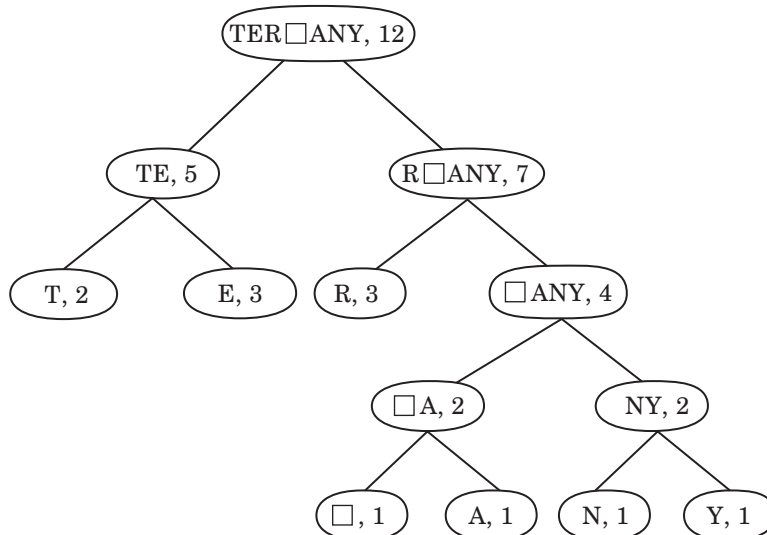 TER□ANY, 12
TE, 5
R□ANY, 7
T, 2
E, 3
R, 3
□ANY, 4
□A, 2
NY, 2
□, 1
A, 1
N, 1
Y, 1